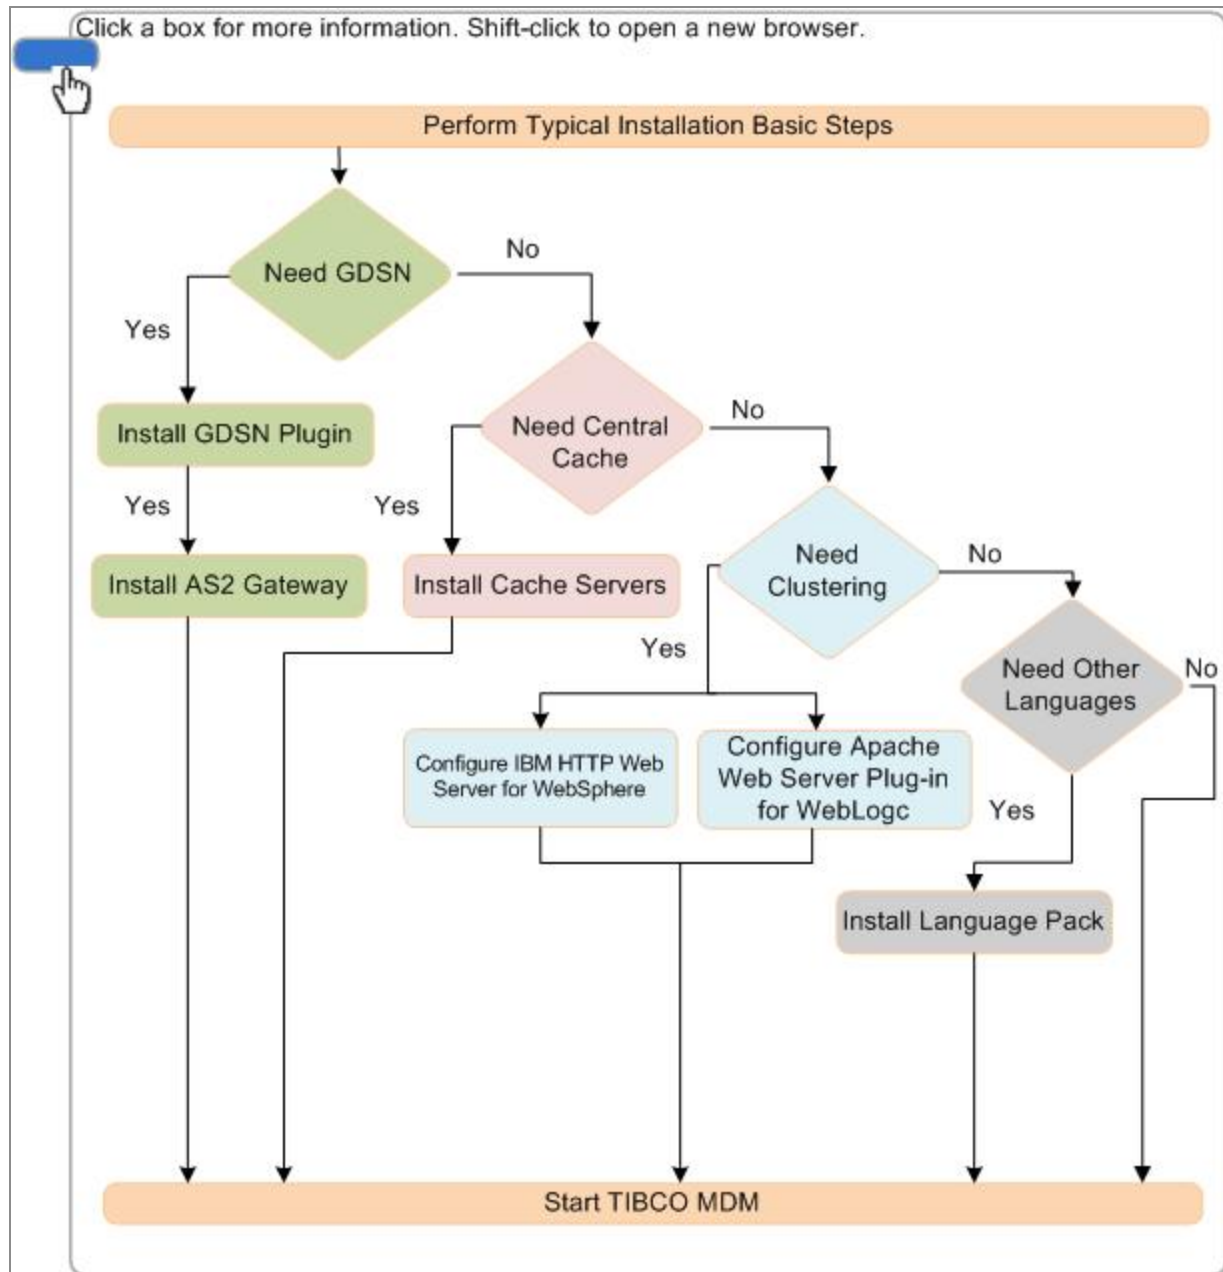 Click a box for more information. Shift-click to open a new browser.
Perform Typical Installation Basic Steps
Need GDSN
No
Yes
Install GDSN Plugin
Need Central
Cache
No
Yes
Yes
Install AS2 Gateway
Install Cache Servers
Need
Clustering
No
Yes
Need Other
Languages
No
Configure IBM HTTP Web
Server for WebSphere
Configure Apache
Web Server Plug-in
for WebLogc
Yes
Install Language Pack
Start TIBCO MDM